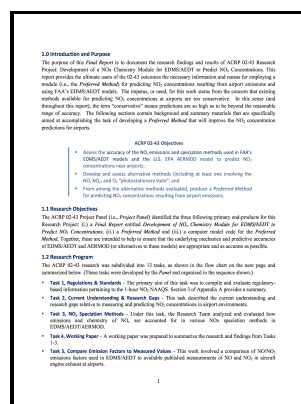 1.0 Introduction and Purpose
The purpose of this Final Report is to document the research findings and results of ACRP 02-43 Research
Project: Development of a NOx Chemistry Module for EDMS/AEDT to Predict NO2 Concentrations. This
report provides the ultimate users of the 02-43 outcomes the necessary information and means for employing a
module (i.e., the Preferred Method) for predicting NO2 concentrations resulting from airport emissions and
using FAA's EDMS/AEDT models. The impetus, or need, for this work stems from the concern that existing
methods available for predicting NO2 concentrations at airports are too conservative. In this sense (and
throughout this report), the term "conservative" means predictions are so high as to be beyond the reasonable
range of accuracy. The following sections contain background and summary materials that are specifically
aimed at accomplishing the task of developing a Preferred Method that will improve the NO2 concentration
predictions for airports.
ACRP 02-43 Objectives
• Assess the accuracy of the NOx emissions and speciation methods used in FAA's
EDMS/AEDT models and the U.S. EPA AERMOD model to predict NO2
concentrations near airports;
• Develop and assess alternative methods (including at least one involving the
NO, NO2, and O3 "photostationary state"; and
• From among the alternative methods evaluated, produce a Preferred Method
for predicting NO2 concentrations resulting from airport emissions.
1.1 Research Objectives
The ACRP 02-43 Project Panel (i.e., Project Panel) identified the three following primary end-products for this
Research Project: (i.) a Final Report entitled Development of NOx Chemistry Module for EDMS/AEDT to
Predict NO2 Concentrations, (ii.) a Preferred Method and (iii.) a computer model code for the Preferred
Method. Together, these are intended to help to ensure that the underlying mechanics and predictive accuracies
of EDMS/AEDT and AERMOD (or alternatives to these models) are appropriate and as accurate as possible.
1.2 Research Program
The ACRP 02-43 research was subdivided into 13 tasks, as shown in the flow chart on the next page and
summarized below. (These tasks were developed by the Panel and organized in the sequence shown.)
• Task 1, Regulations & Standards - The primary aim of this task was to compile and evaluate regulatory-
based information pertaining to the 1-hour NO2 NAAQS. Section 3 of Appendix A provides a summary.
• Task 2, Current Understanding & Research Gaps - This task described the current understanding and
research gaps relative to measuring and predicting NO2 concentrations in airport environments.
• Task 3, NOx Speciation Methods - Under this task, the Research Team analyzed and evaluated how
emissions and chemistry of NOx are accounted for in various NOx speciation methods in
EDMS/AEDT/AERMOD.
• Task 4, Working Paper - A working paper was prepared to summarize the research and findings from Tasks
1-3.
• Task 5, Compare Emission Factors to Measured Values - This work involved a comparison of NO/NO2
emissions factors used in EDMS/AEDT to available published measurements of NO and NO2 in aircraft
engine exhaust at airports.
1